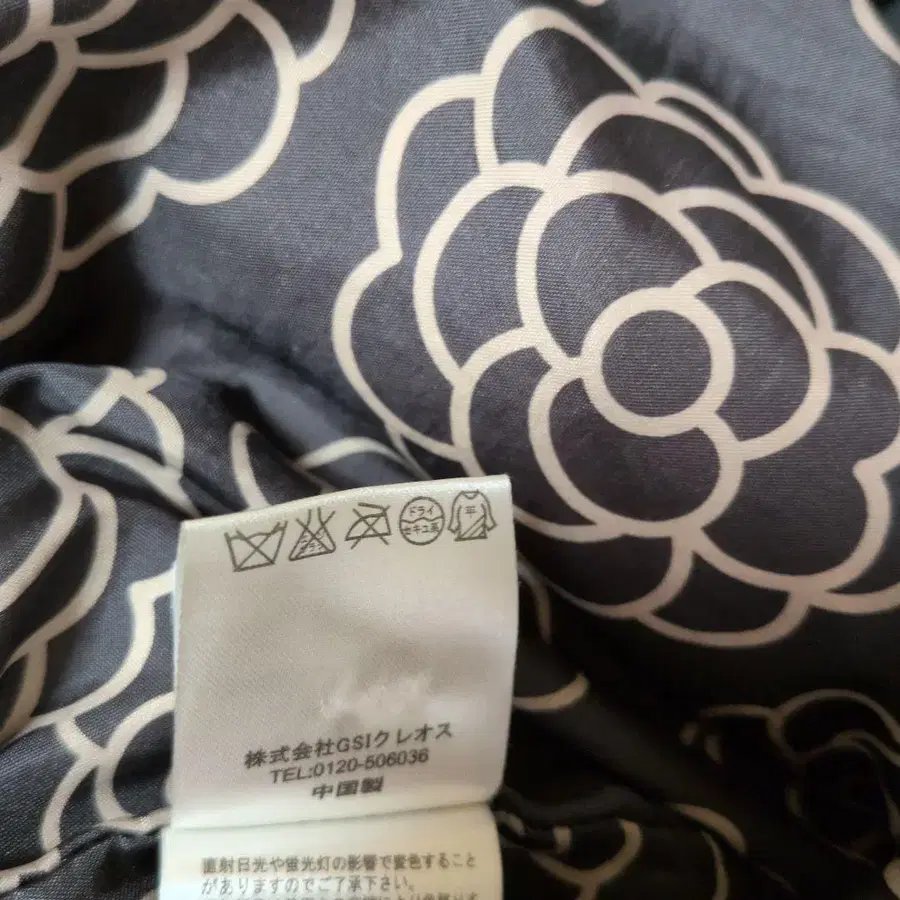 ドライ
セキユ系
平
株式会社GSIクレオス
TEL:0120-506036
中国製
直射日光や蛍光灯の影響で変色すること
がありますのでご了承下さい。